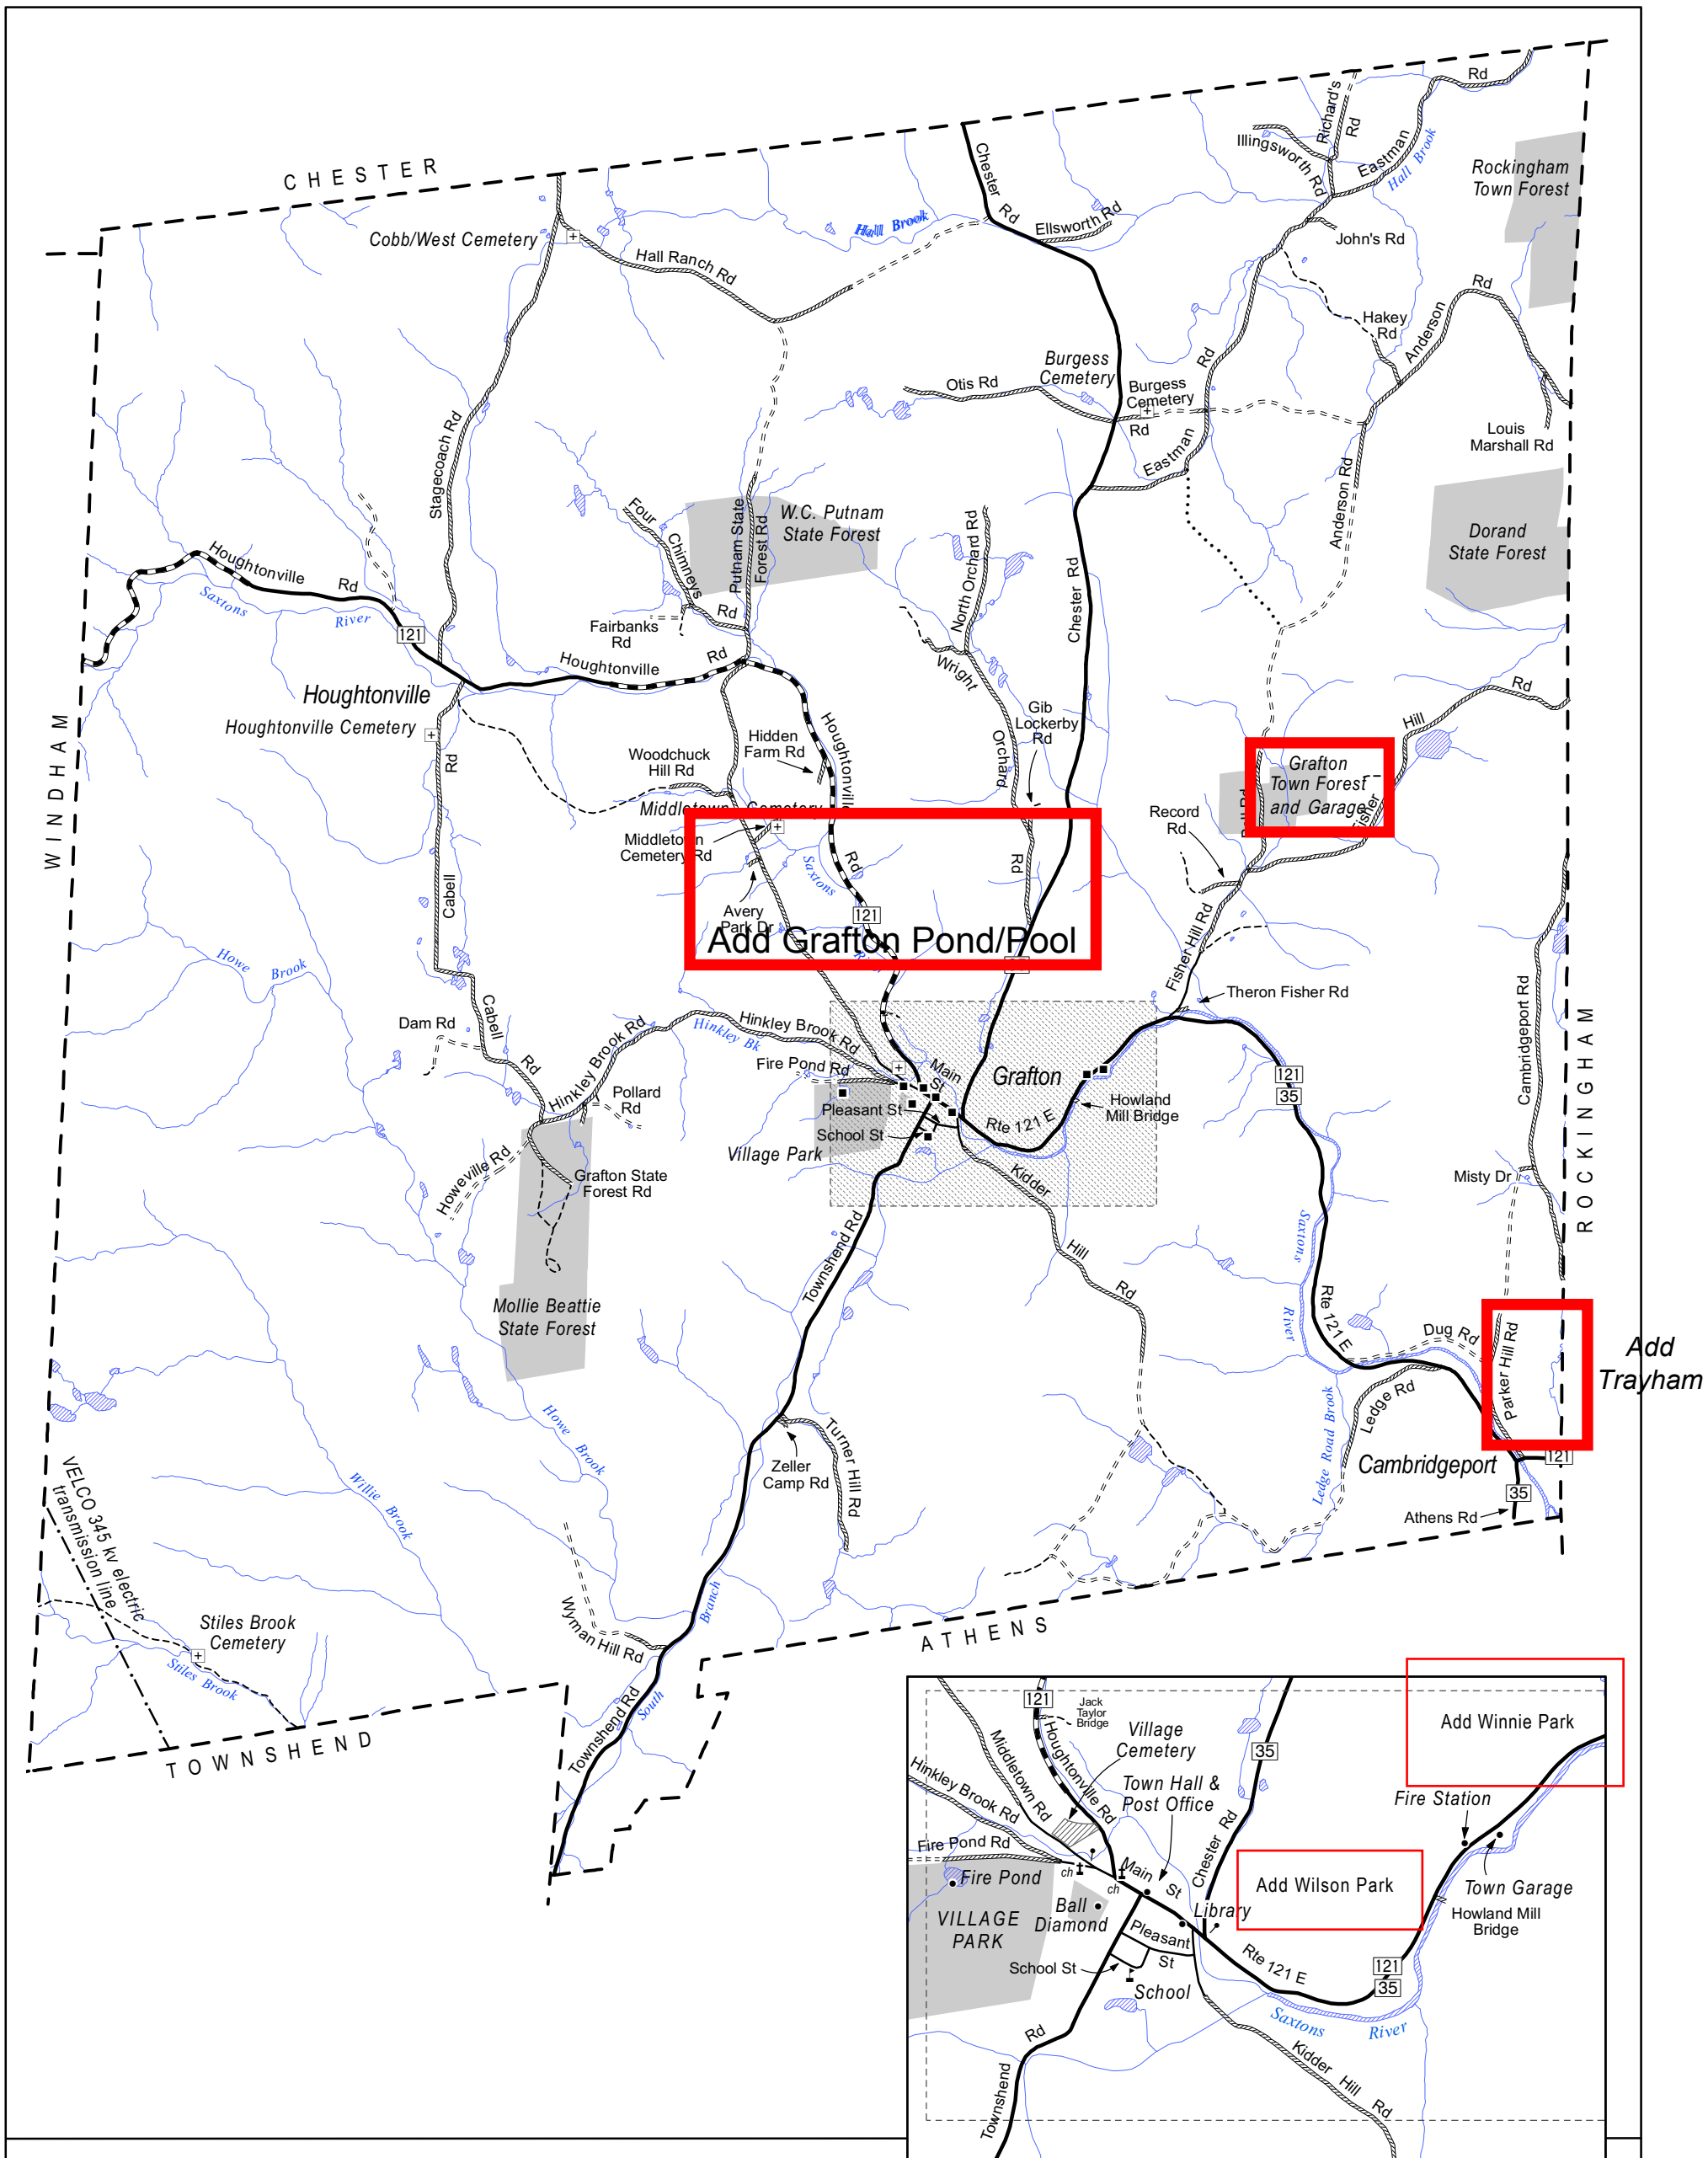 CHESTER
Cobb/West Cemetery
Hall Ranch Rd
Hall Brook
Chester
Rd
Ellsworth Rd
Richard's
Rd
Illingsworth Rd
Eastman
Rd
Hall Brook
Rockingham
Town Forest
John's Rd
Hakey
Rd
Anderson
Rd
Rd
Burgess
Cemetery
Otis Rd
Burgess
Cemetery
Rd
Eastman
Louis
Marshall Rd
Stagecoach Rd
Anderson Rd
Four
Chimneys
Rd
Putnam State
Forest Rd
W.C. Putnam
State Forest
North Orchard Rd
Chester Rd
Dorand
State Forest
Houghtonville
Rd
Saxtons
River
121
Fairbanks
Rd
Houghtonville
Rd
Wright
Orchard
Rd
Houghtonville
Houghtonville Cemetery
WINDHAM
Rd
Cabell
Cabell
Rd
Woodchuck
Hill Rd
Hidden
Farm Rd
Houghtonville
Rd
Gib
Lockerby
Rd
Hill
Rd
Fisher
Grafton
Town Forest
and Garage
Record
Rd
Middletown Cemetery
Middletown
Cemetery Rd
Saxtons
River
Avery
Park Dr
121
Add Grafton Pond/Pool
Howe
Brook
Fisher Hill Rd
Theron Fisher Rd
Cambridgeport Rd
ROCKINGHAM
Dam Rd
Hinkley Brook Rd
Hinkley Bk
Hinkley Brook Rd
Fire Pond Rd
Main
St
Grafton
Pollard
Rd
Pleasant St
School St
Village Park
Rte 121 E
Howland
Mill Bridge
121
35
Howeville Rd
Grafton State
Forest Rd
Kidder
Hill
Rd
Misty Dr
Townshend Rd
Saxtons
River
Rte 121 E
Mollie Beattie
State Forest
Dug Rd
Parker Hill Rd
Add
Trayham
Ledge Rd
Ledge Road Brook
Howe
Brook
Turner Hill Rd
Zeller
Camp Rd
Cambridgeport
121
35
Athens Rd
VELCO 345 kv electric
transmission line
Willie
Brook
Stiles Brook
Cemetery
Stiles Brook
Wyman Hill Rd
Branch
South
Townshend Rd
ATHENS
TOWNSHEND
121
Jack
Taylor
Bridge
Village
Cemetery
Middletown Rd
Houghtonville Rd
Hinkley Brook Rd
Town Hall &
Post Office
35
Add Winnie Park
Fire Station
Fire Pond Rd
Chester Rd
Fire Pond
ch
ch
Main
St
Add Wilson Park
Town Garage
Howland Mill
Bridge
VILLAGE
PARK
Ball
Diamond
Library
Pleasant
St
School St
School
Rte 121 E
121
35
Saxtons
River
Rd
Townshend
Kidder
Hill
Rd